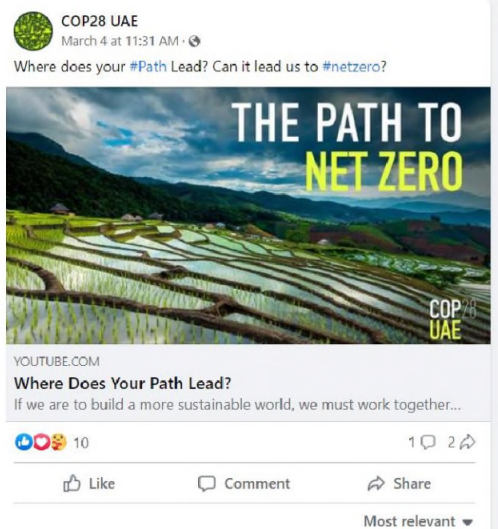 COP28 UAE
March 4 at 11:31 AM ·
Where does your #Path Lead? Can it lead us to #netzero?
THE PATH TO
NET ZERO
COP28
UAE
YOUTUBE.COM
Where Does Your Path Lead?
If we are to build a more sustainable world, we must work together...
10
1 2
Like Comment Share
Most relevant